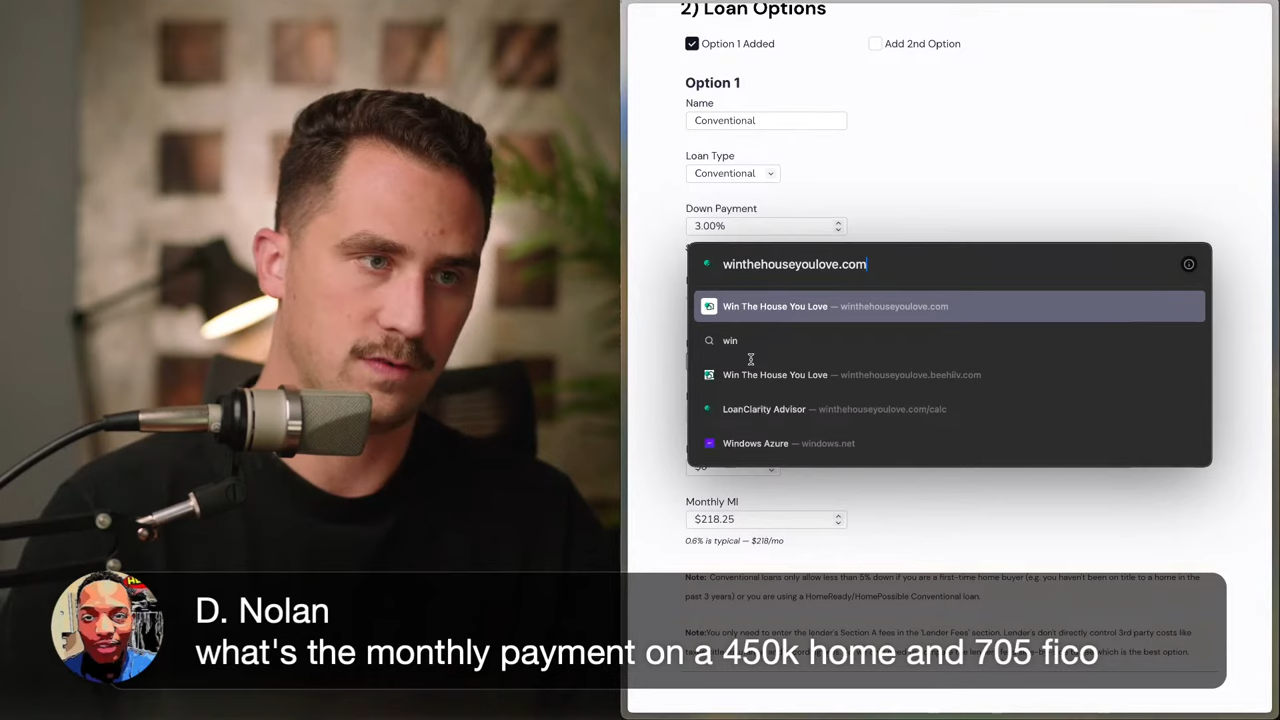 2) Loan Options
Option 1 Added
Add 2nd Option
Option 1
Name
Conventional
Loan Type
Conventional
Down Payment
3.00%
winthehouseyoulove.com
Win The House You Love — winthehouseyoulove.com
win
Win The House You Love — winthehouseyoulove.beehiiv.com
LoanClarity Advisor — winthehouseyoulove.com/calc
Windows Azure — windows.net
Monthly MI
$218.25
0.6% is typical — $218/mo
Note: Conventional loans only allow less than 5% down if you are a first-time home buyer (e.g. you haven't been on title to a home in the
past 3 years) or you are using a HomeReady/HomePossible Conventional loan.
Note: You only need to enter the lender's Section A fees in the 'Lender Fees' section. Lender's don't directly control 3rd party costs like
which is the best option.
D. Nolan
what's the monthly payment on a 450k home and 705 fico